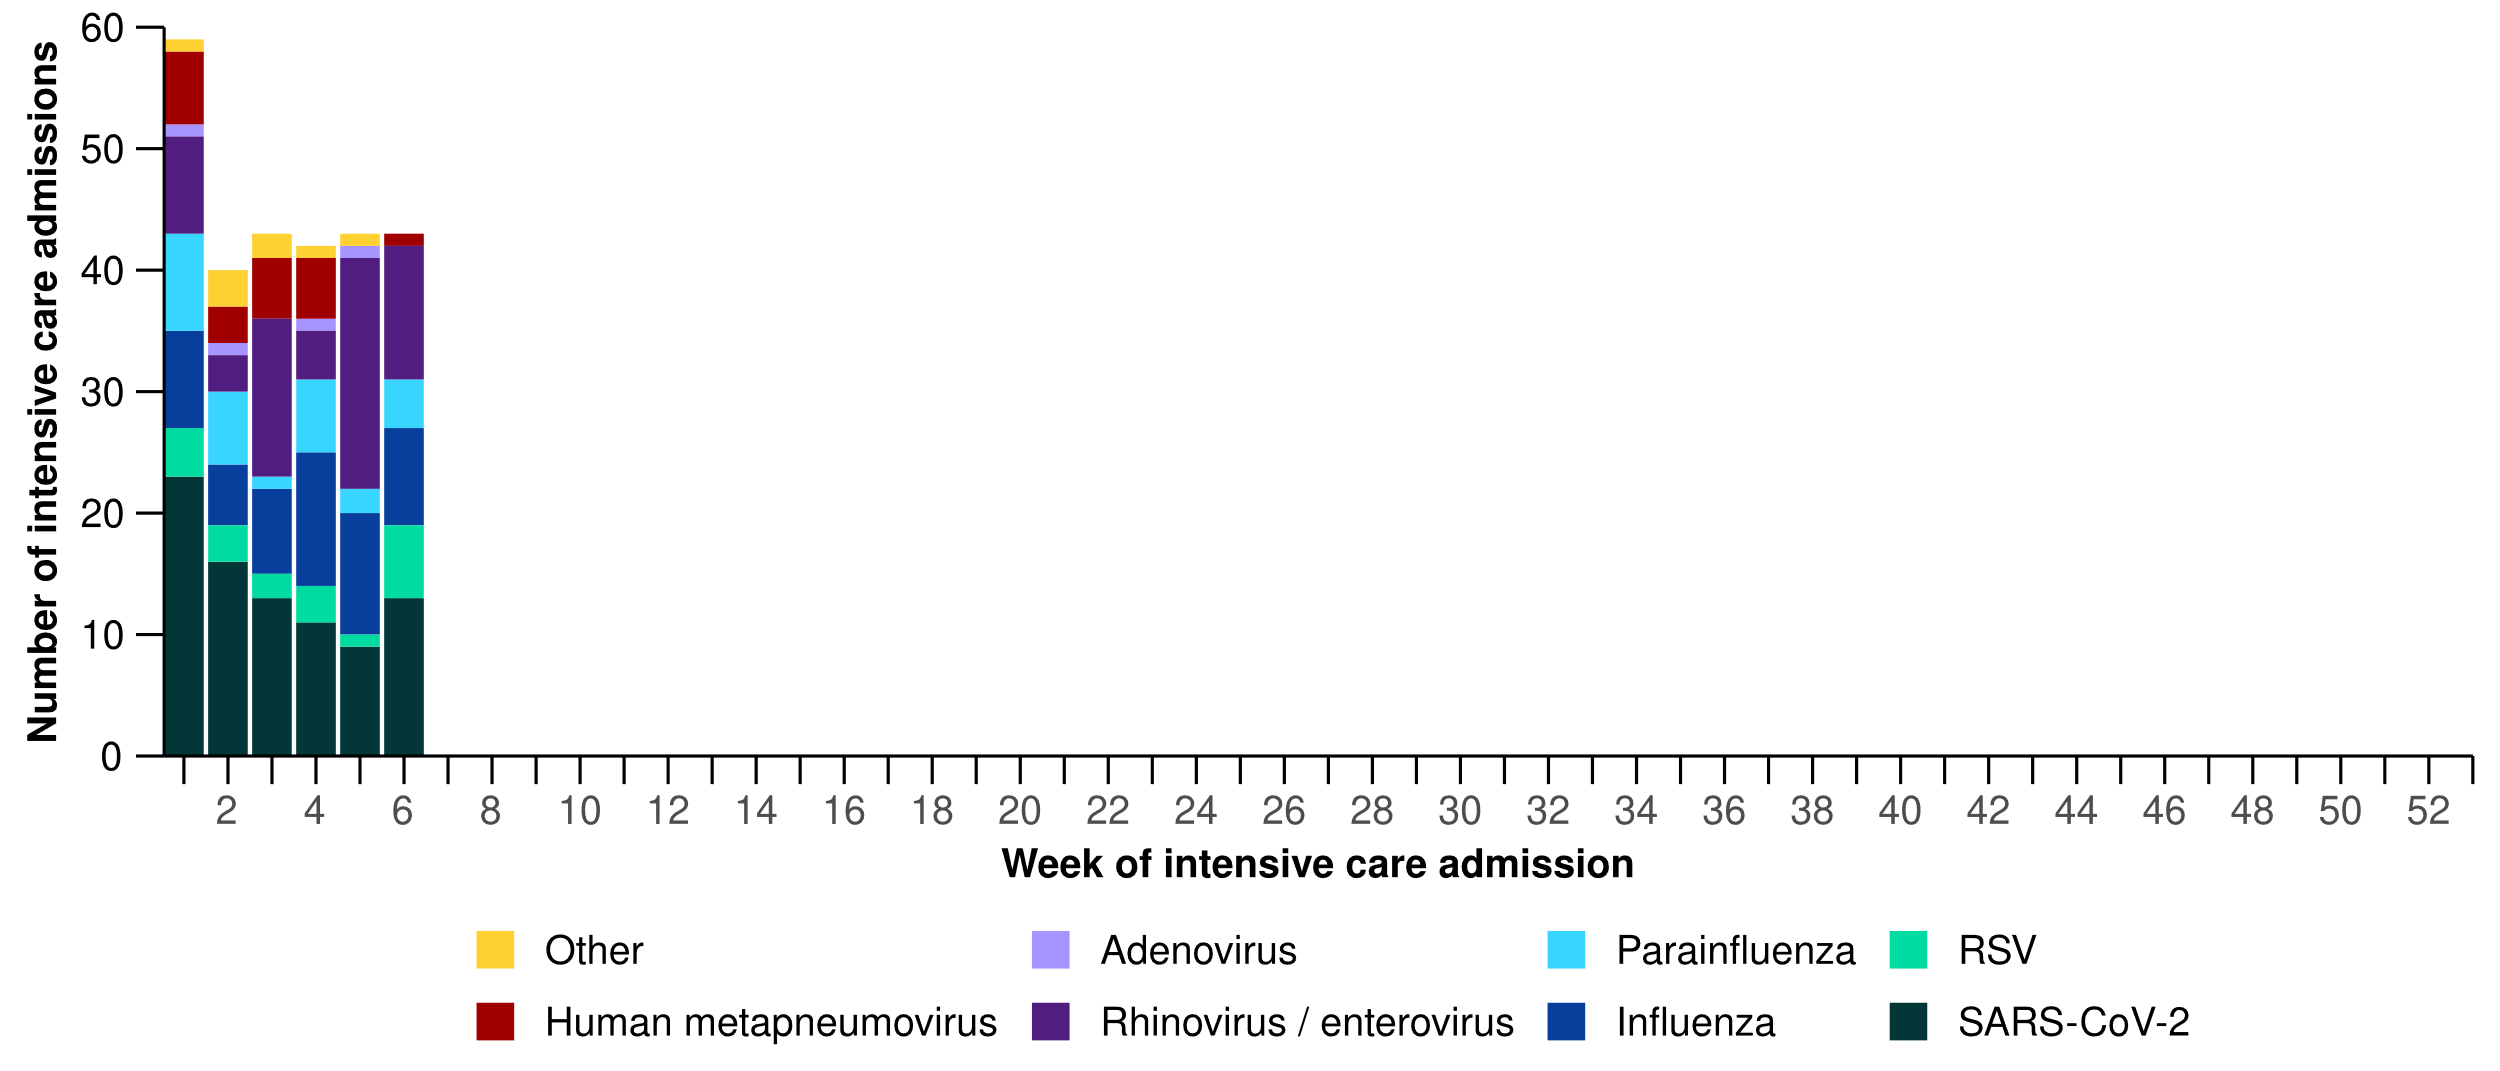 Number of intensive care admissions
60
50
40
30
20
10
0
2 4 6 8 10 12 14 16 18 20 22 24 26 28 30 32 34 36 38 40 42 44 46 48 50 52
Week of intensive care admission
Other Adenovirus Parainfluenza RSV
Human metapneumovirus Rhinovirus / enterovirus Influenza SARS-CoV-2